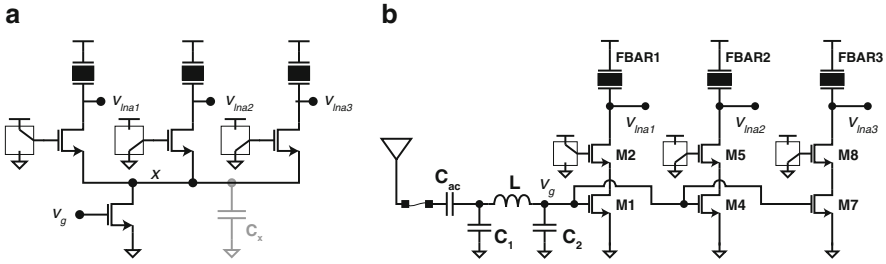 a
V_lna1
V_lna2
V_lna3
X
V_g
C_x
b
FBAR1
FBAR2
FBAR3
V_lna1
V_lna2
V_lna3
M2
M5
M8
C_ac
L
V_g
M1
M4
M7
C_1
C_2